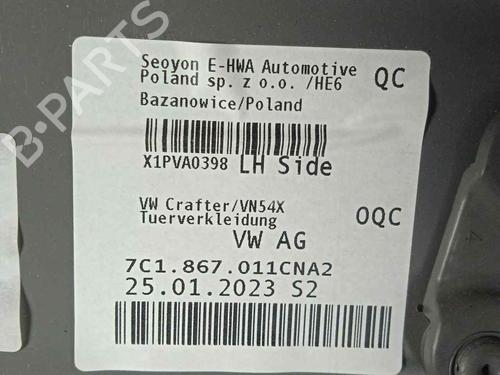 Seoyon E-HWA Automotive
Poland sp. z o.o. /HE6
QC
Bazanowice/Poland
X1PVA0398 LH Side
VW Crafter/VN54X
Tuerverkleidung
OQC
VW AG
7C1.867.011CNA2
25.01.2023 S2